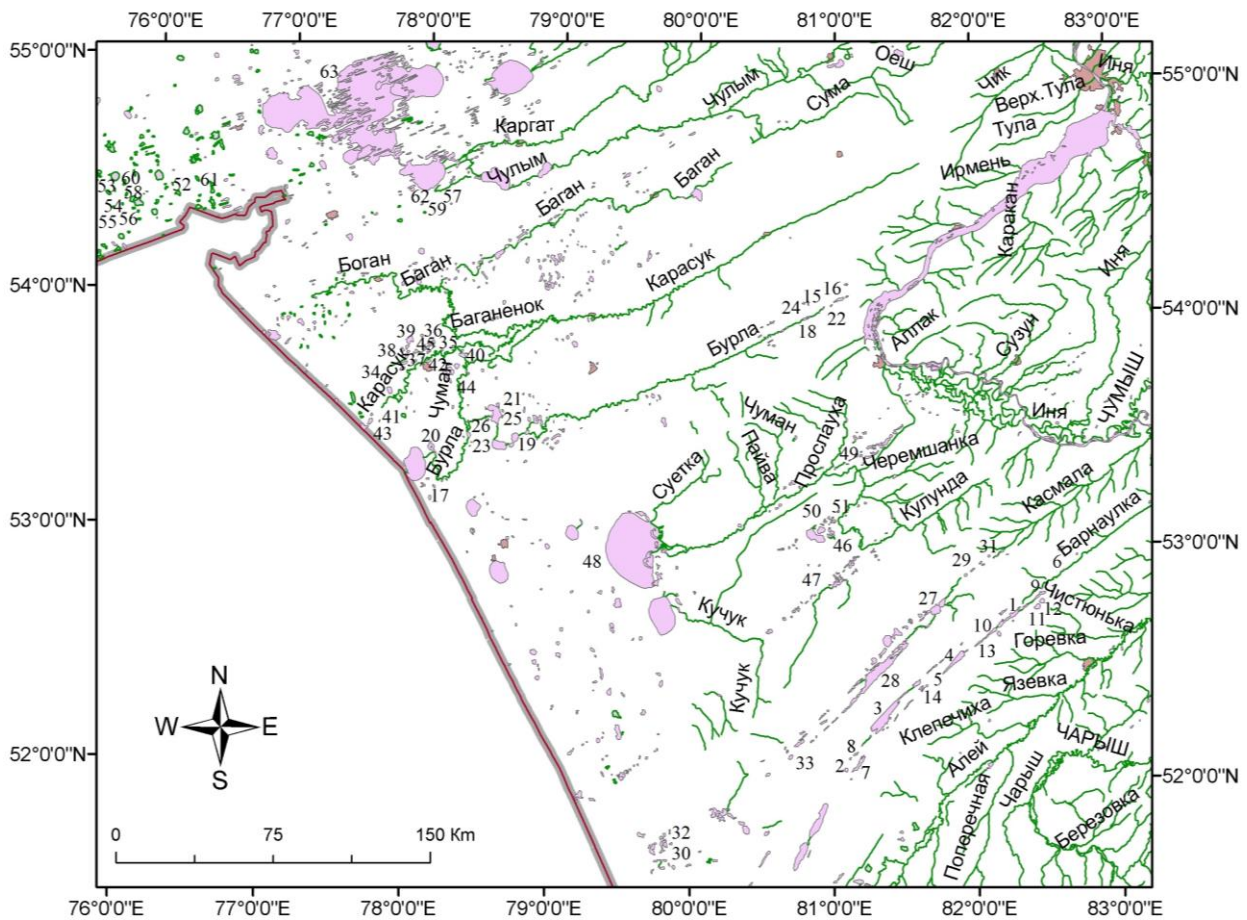 76°0'0"E 77°0'0"E 78°0'0"E 79°0'0"E 80°0'0"E 81°0'0"E 82°0'0"E 83°0'0"E
55°0'0"N
55°0'0"N
63
Оеш
Иня
Чик
Верх.Тула
Чулым
Сума
Каргат
Тула
Чулым
Ирмень
53 60 52 61
58
54
55 56
62 57
59
Баган
Баган
Каракан
Иня
54°0'0"N
54°0'0"N
Боган
Баган
Карасук
24 15 16
18 22
Баганенок
Бурла
Аллак
Сузун
ЧУМЫШ
39 36
38 45 35
37 42 40
34
Карасук
Чуман
44
41
43
21
26 25
23 19
20
Бурла
17
Иня
Чуман
Пайва
Прослауха
49
Черемшанка
Суетка
53°0'0"N
53°0'0"N
50 51
46
Кулунда
Касмала
Барнаулка
48
47
31
29
6
27
9
Чистюнька
1 12
11
10
Кучук
13
Горевка
4
Кучук
28
5
14
Язевка
3
Клепечиха
52°0'0"N
52°0'0"N
8
2 7
33
Алей
ЧАРЫШ
Чарыш
Поперечная
Березовка
32
30
N
W E
S
0 75 150 Km
76°0'0"E 77°0'0"E 78°0'0"E 79°0'0"E 80°0'0"E 81°0'0"E 82°0'0"E 83°0'0"E